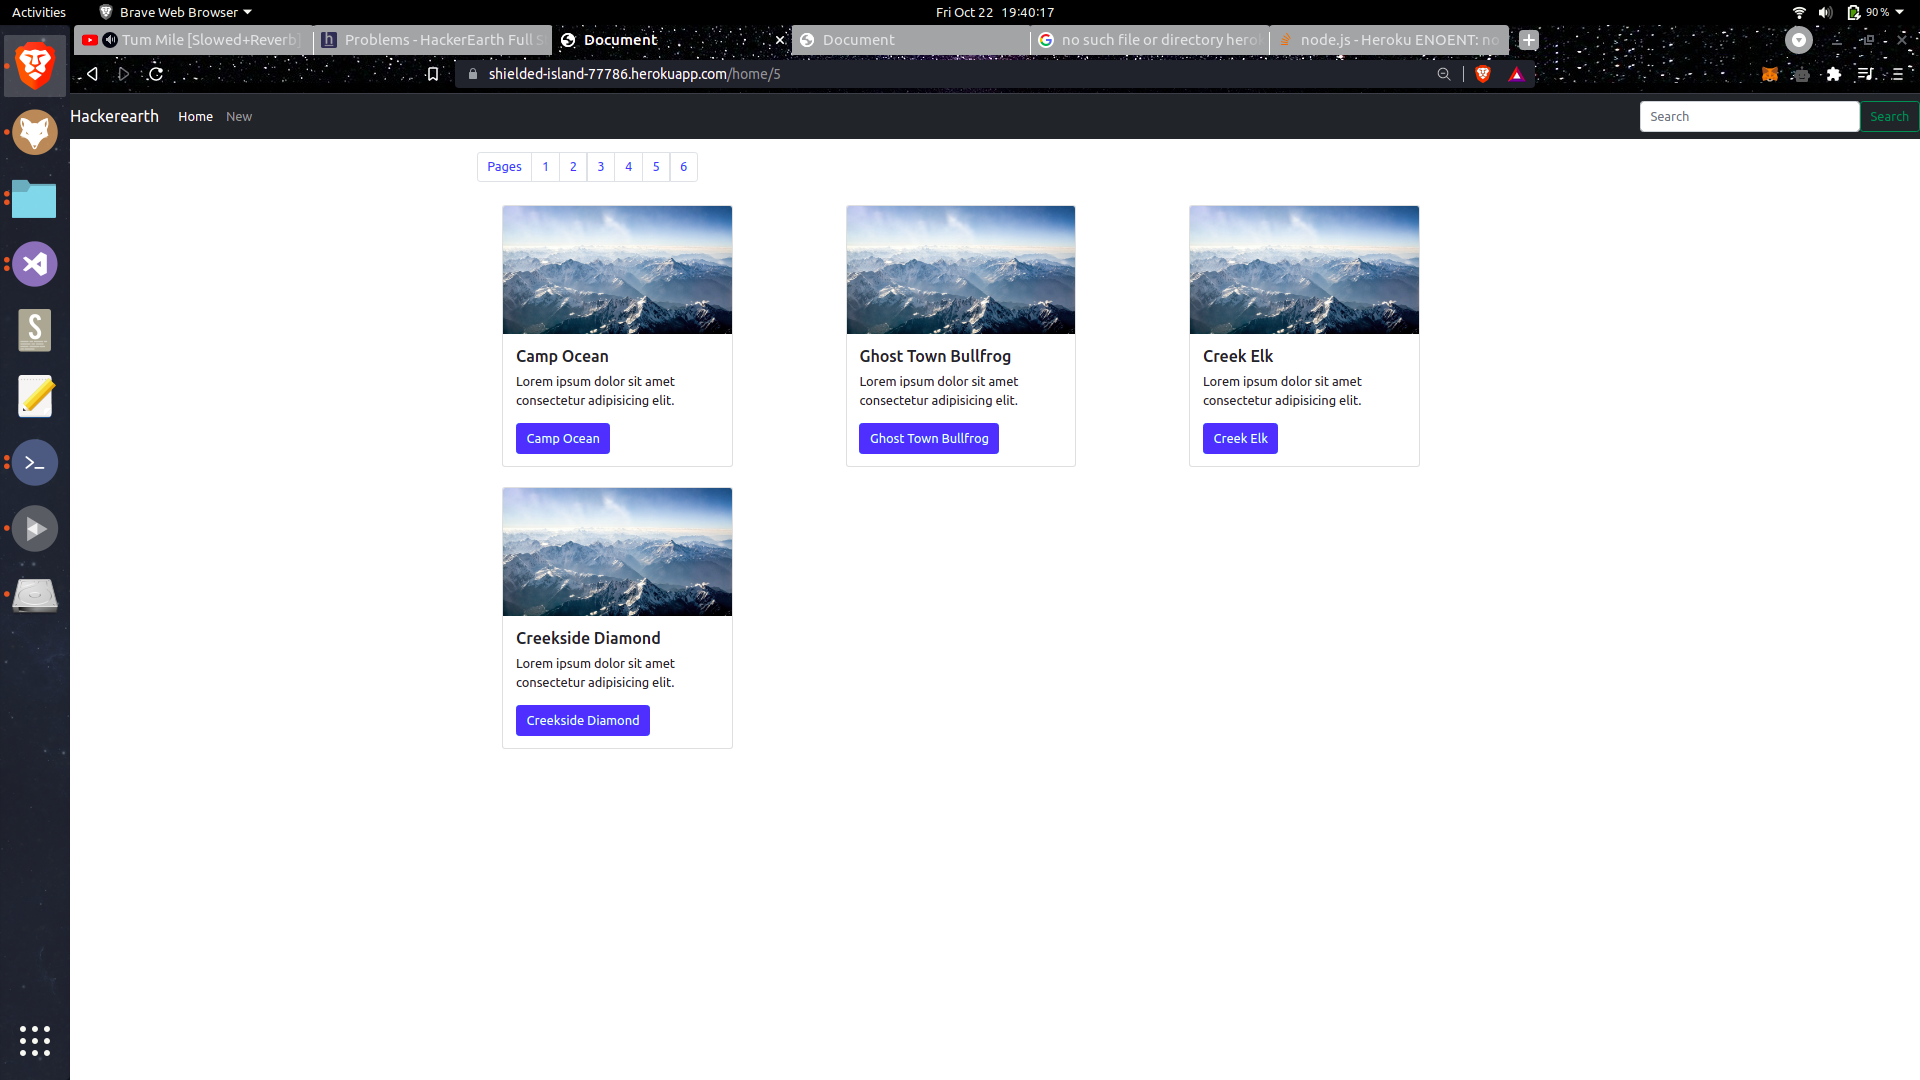 Activities
Brave Web Browser
Fri Oct 22 19:40:17
90 %
Tum Mile [Slowed+Reverb]
Problems - HackerEarth Full S
Document
Document
no such file or directory hero
node.js - Heroku ENOENT: no
shielded-island-77786.herokuapp.com/home/5
Hackerearth
Home
New
Search
Search
Pages
1
2
3
4
5
6
Camp Ocean
Lorem ipsum dolor sit amet
consectetur adipisicing elit.
Camp Ocean
Ghost Town Bullfrog
Lorem ipsum dolor sit amet
consectetur adipisicing elit.
Ghost Town Bullfrog
Creek Elk
Lorem ipsum dolor sit amet
consectetur adipisicing elit.
Creek Elk
Creekside Diamond
Lorem ipsum dolor sit amet
consectetur adipisicing elit.
Creekside Diamond